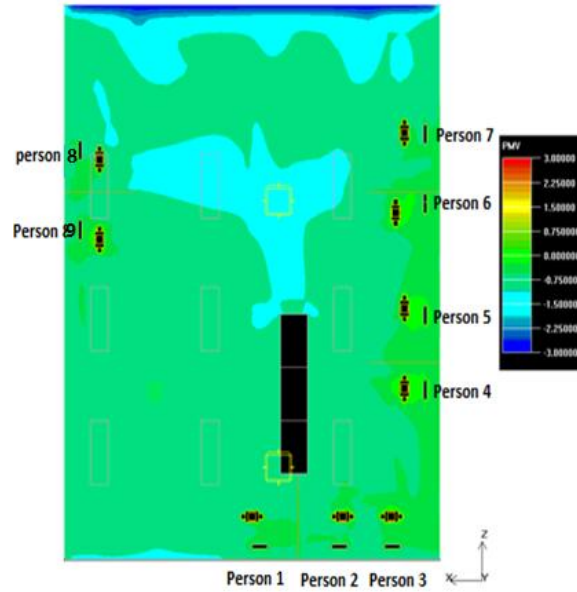 Person 7
person 8
PMV
3.00000
2.25000
Person 6
1.50000
Person 89
0.75000
0.00000
-0.75000
Person 5
-1.50000
-2.25000
-3.00000
Person 4
Z
Person 1 Person 2 Person 3
X Y